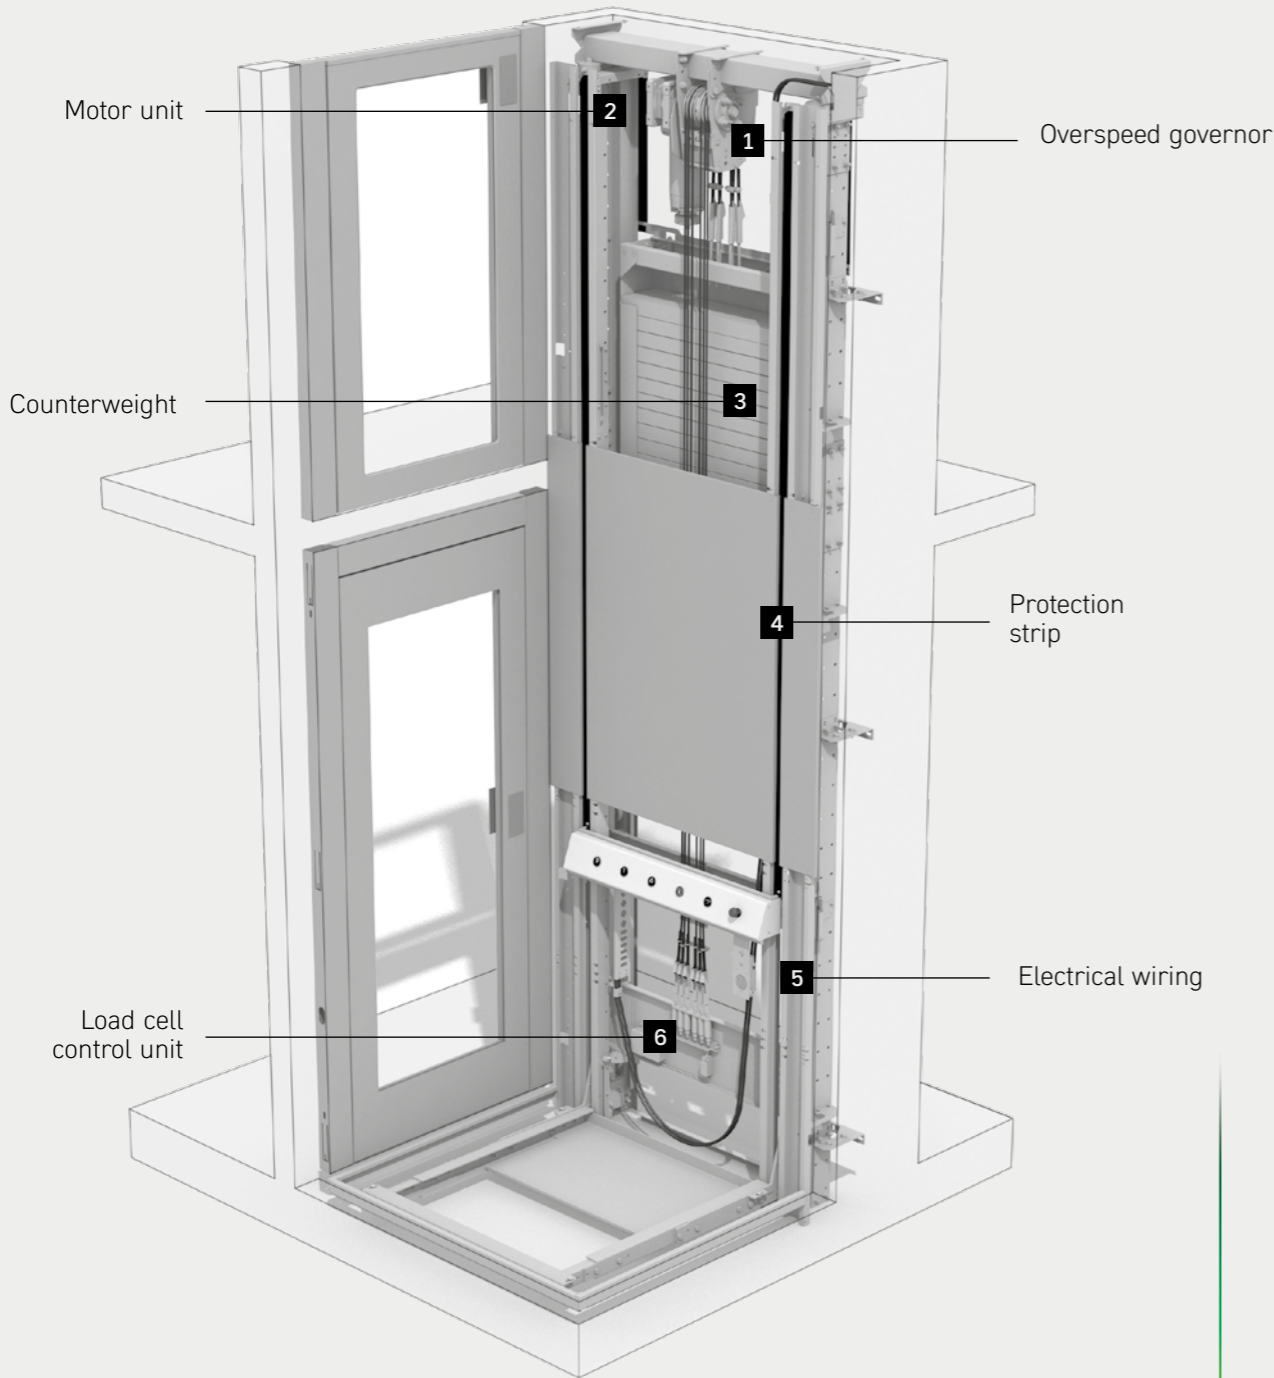 Motor unit
2
1
Overspeed governor
Counterweight
3
4
Protection
strip
5
Electrical wiring
Load cell
control unit
6